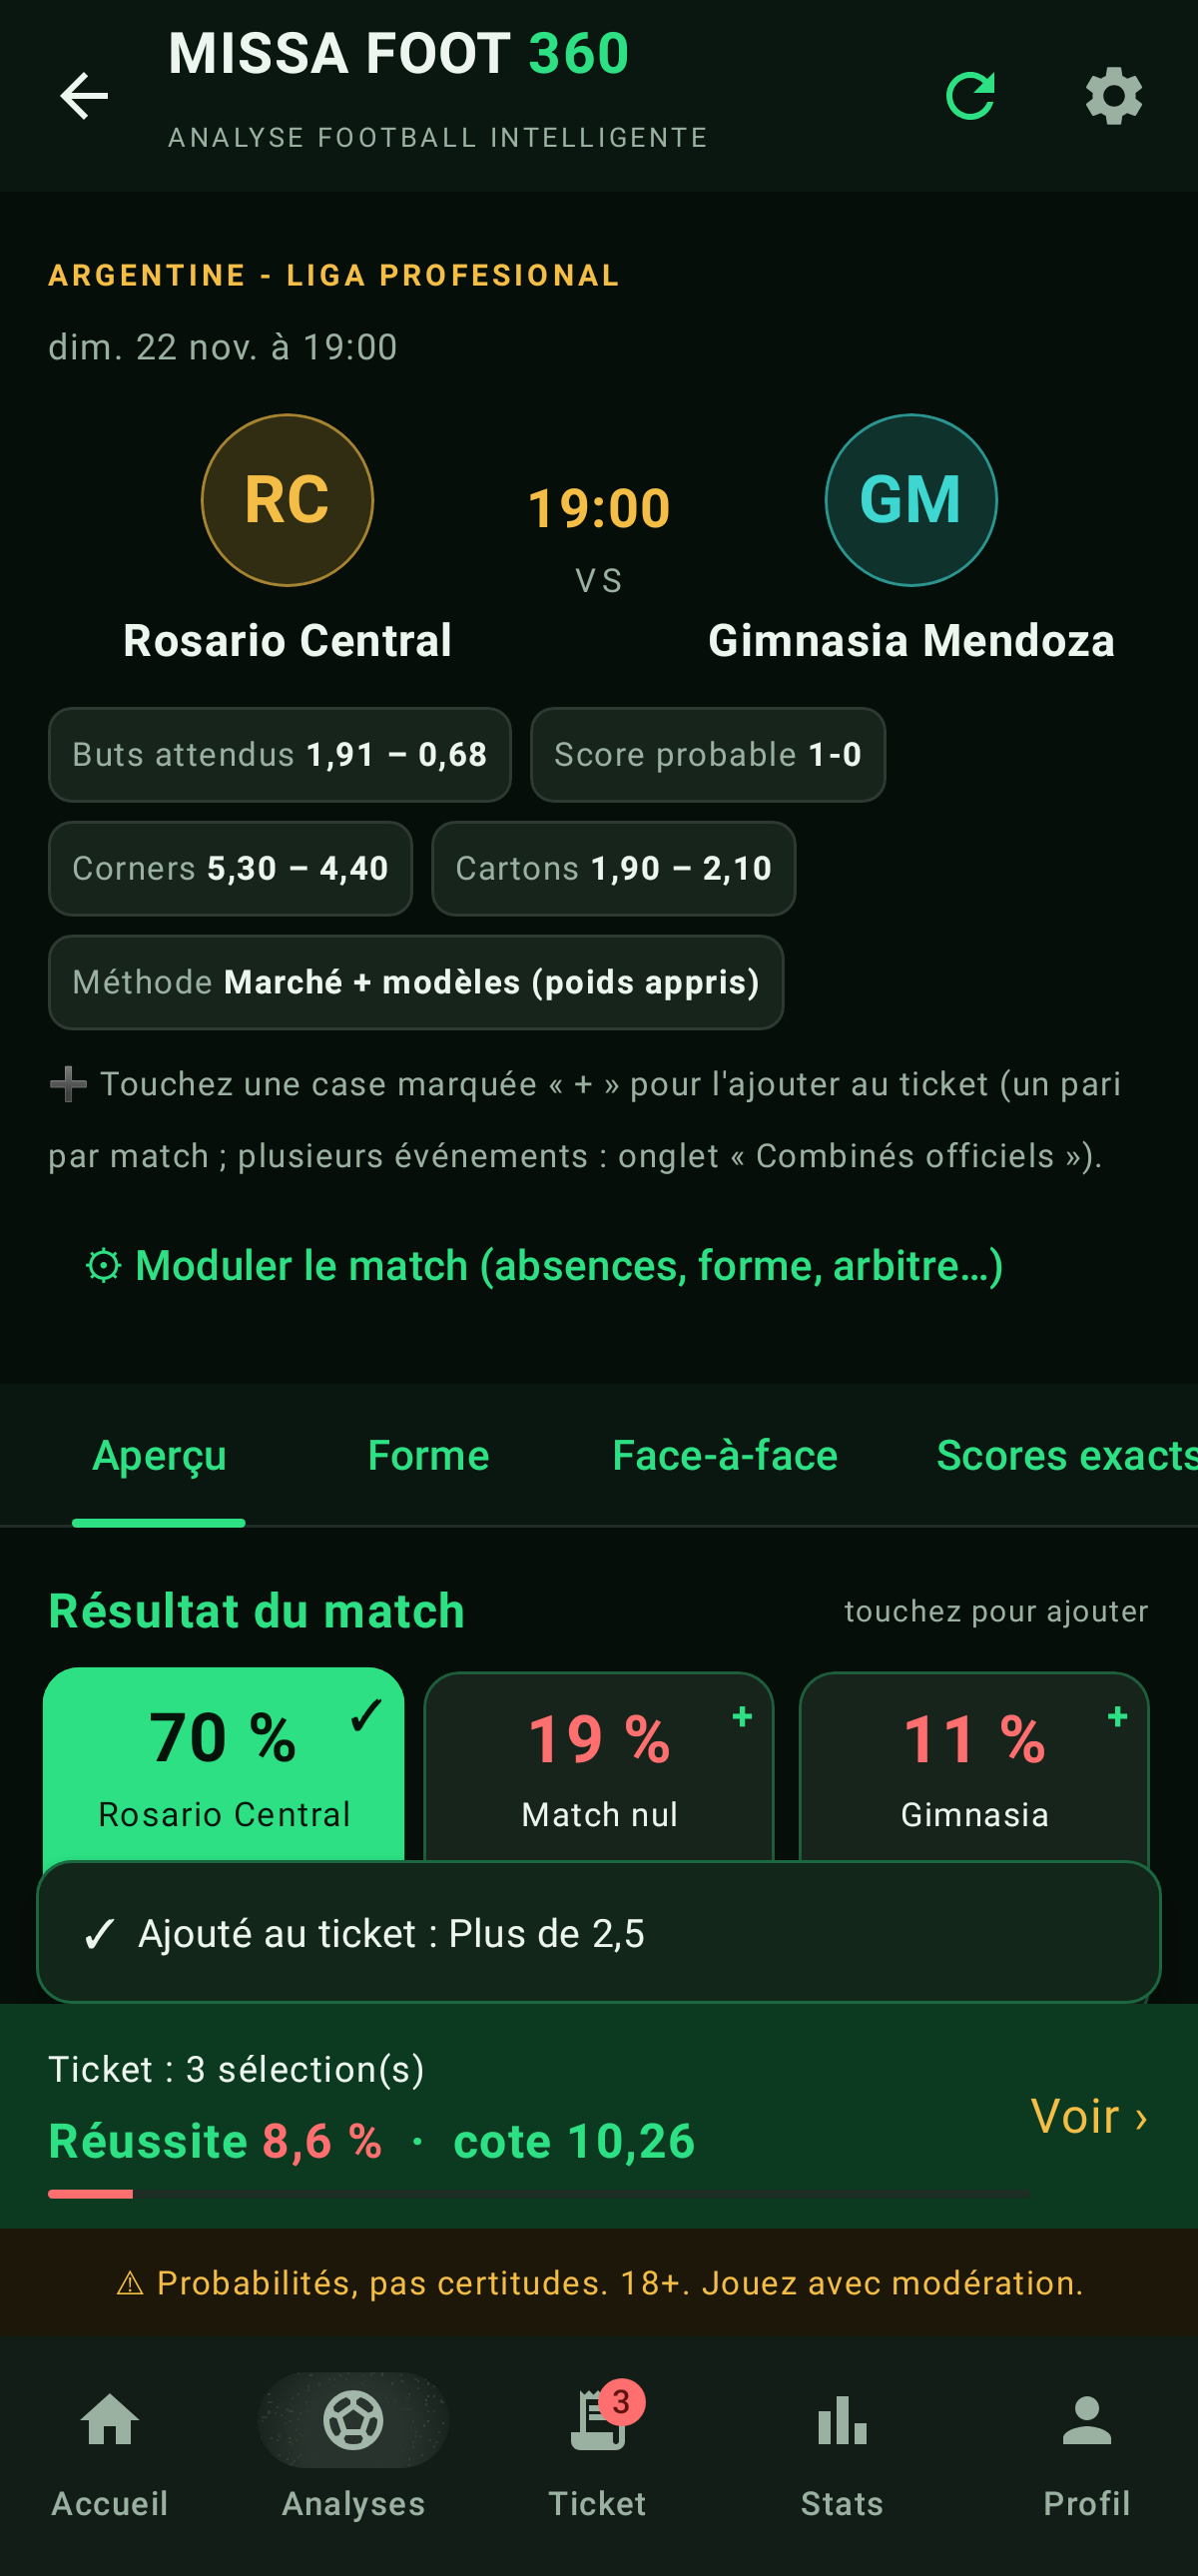 MISSA FOOT 360
ANALYSE FOOTBALL INTELLIGENTE
ARGENTINE - LIGA PROFESIONAL
dim. 22 nov. à 19:00
RC
19:00
VS
GM
Rosario Central
Gimnasia Mendoza
Buts attendus 1,91 – 0,68
Score probable 1-0
Corners 5,30 – 4,40
Cartons 1,90 – 2,10
Méthode Marché + modèles (poids appris)
➕ Touchez une case marquée « + » pour l'ajouter au ticket (un pari
par match ; plusieurs événements : onglet « Combinés officiels »).
Moduler le match (absences, forme, arbitre…)
Aperçu
Forme
Face-à-face
Scores exacts
Résultat du match
touchez pour ajouter
70 % ✓
Rosario Central
19 % +
Match nul
11 % +
Gimnasia
✓ Ajouté au ticket : Plus de 2,5
Ticket : 3 sélection(s)
Réussite 8,6 % · cote 10,26
Voir ›
⚠ Probabilités, pas certitudes. 18+. Jouez avec modération.
3
Accueil
Analyses
Ticket
Stats
Profil